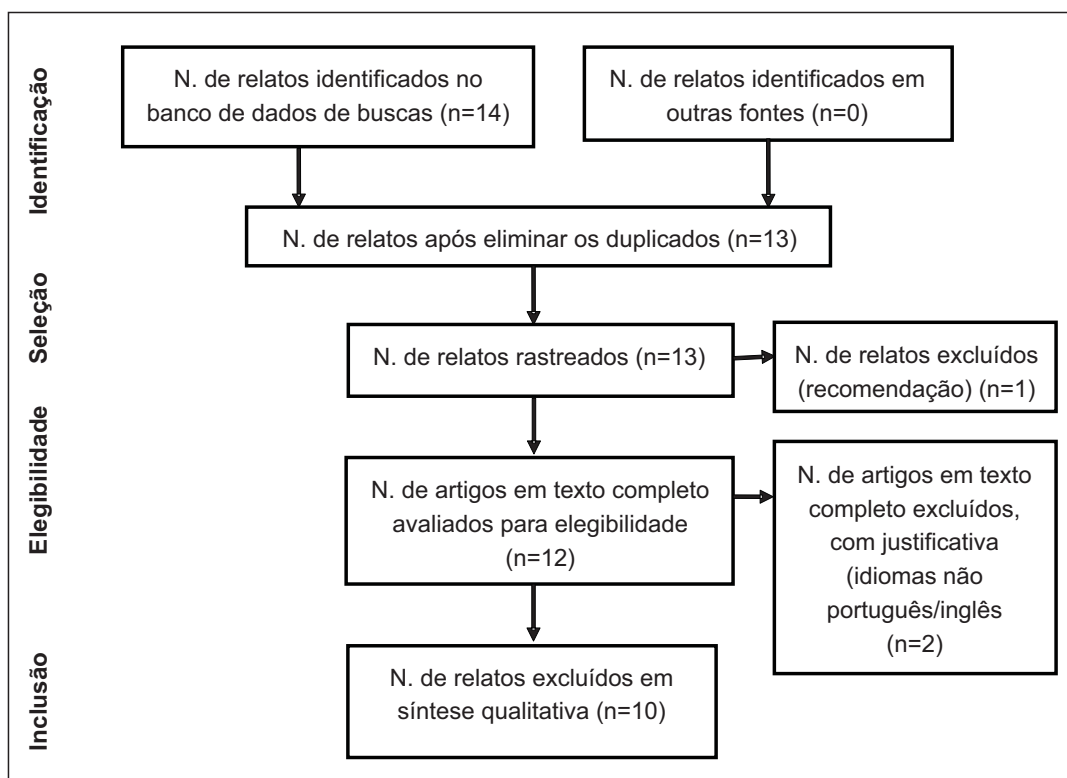 Identificação
N. de relatos identificados no
banco de dados de buscas (n=14)
N. de relatos identificados em
outras fontes (n=0)
N. de relatos após eliminar os duplicados (n=13)
Seleção
N. de relatos rastreados (n=13)
N. de relatos excluídos
(recomendação) (n=1)
Elegibilidade
N. de artigos em texto completo
avaliados para elegibilidade
(n=12)
N. de artigos em texto
completo excluídos,
com justificativa
(idiomas não
português/inglês
(n=2)
Inclusão
N. de relatos excluídos em
síntese qualitativa (n=10)